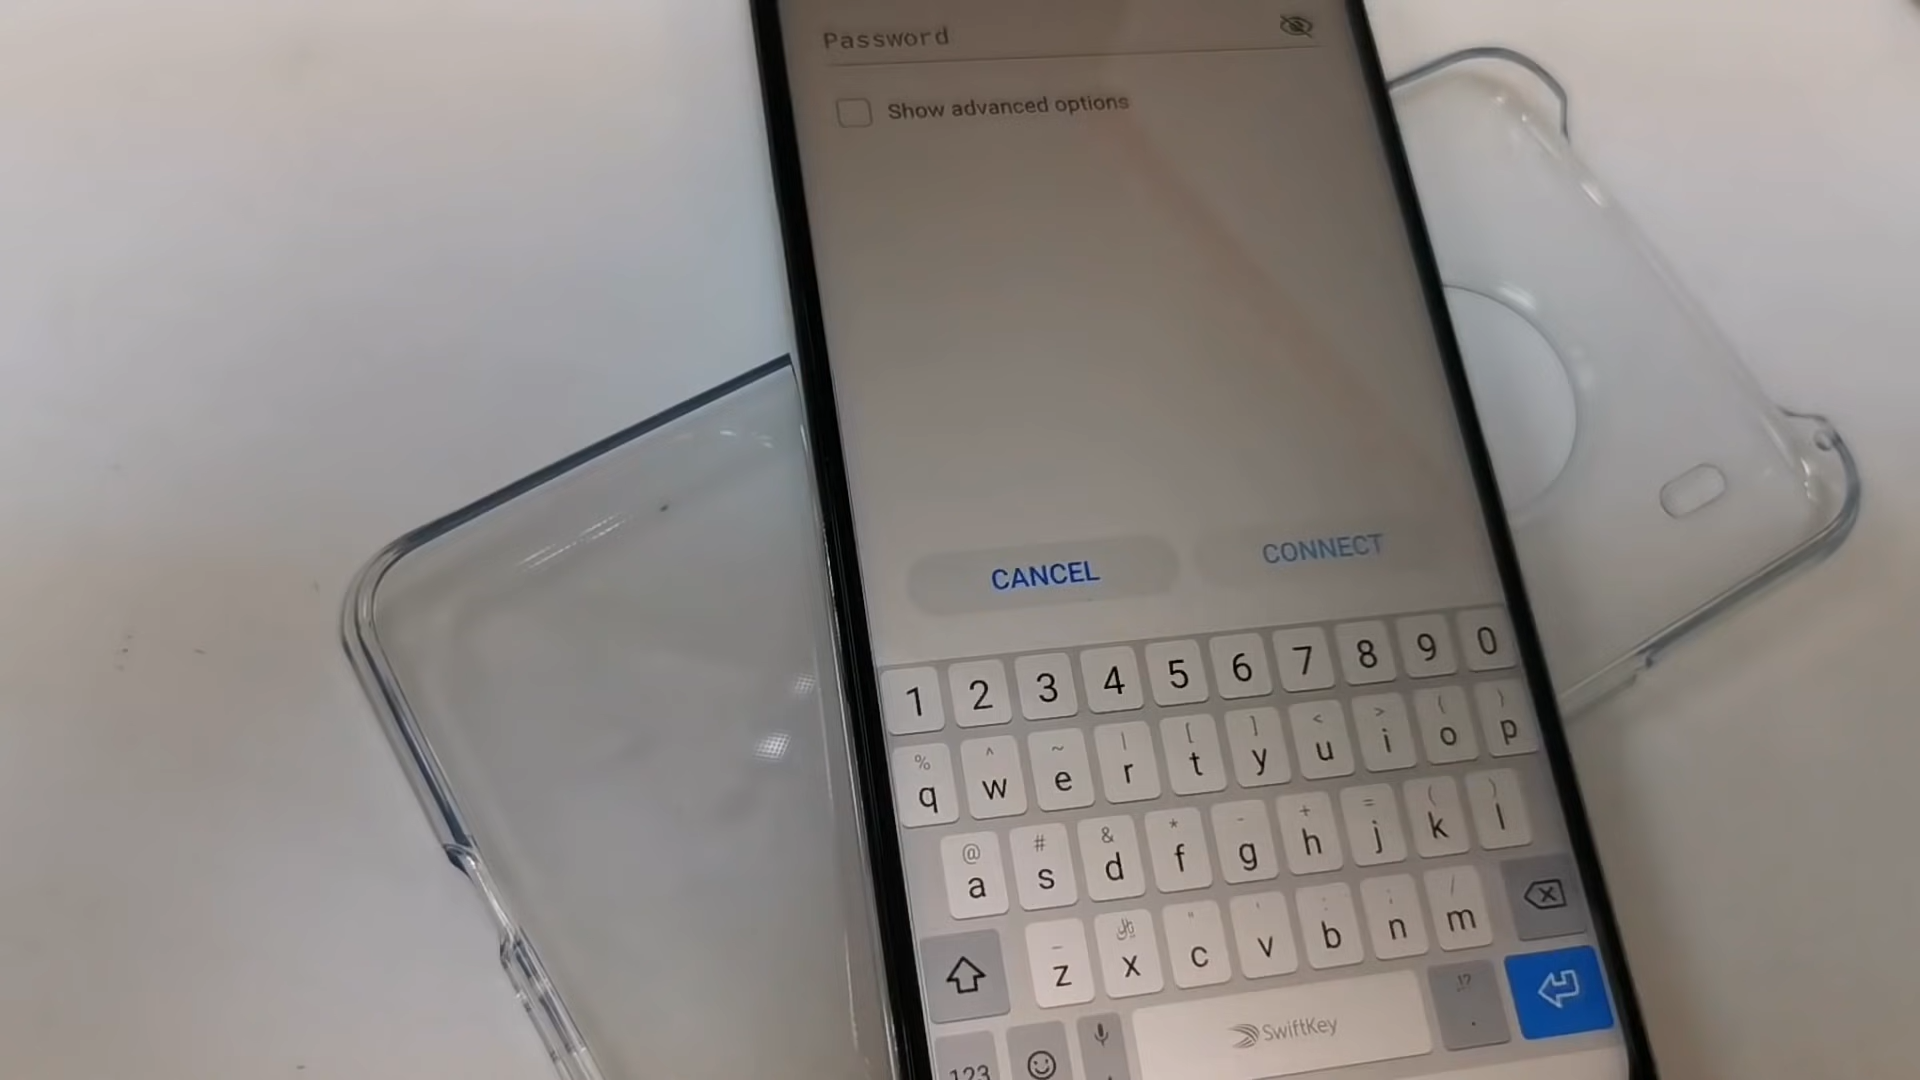 Password
Show advanced options
CANCEL CONNECT
1 2 3 4 5 6 7 8 9 0
% ^ ~ | [ ] < > ( )
q w e r t y u i o p
@ # & * - + = ( )
a s d f g h j k l
_ " ' : ; /
z x c v b n m
!?
SwiftKey .
123